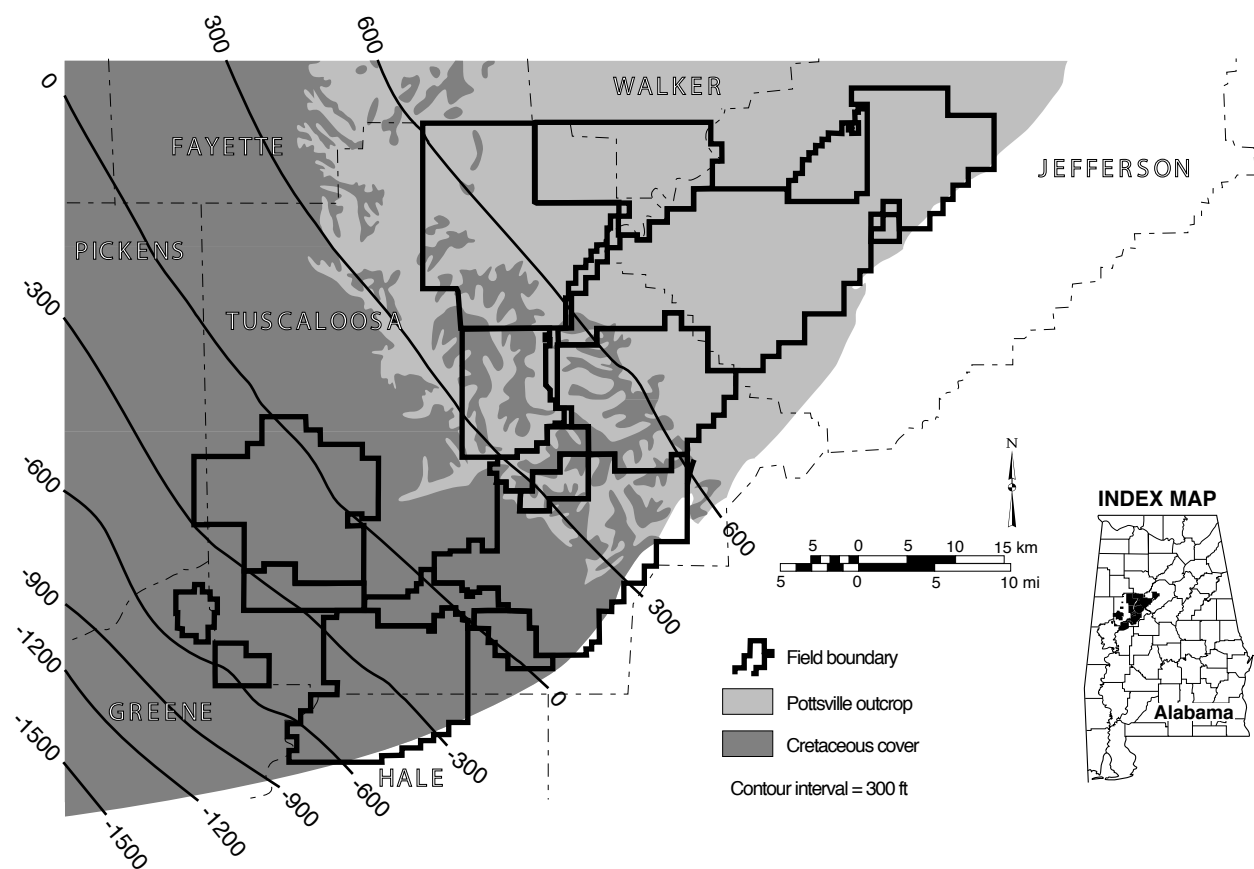 300
600
0
WALKER
FAYETTE
JEFFERSON
PICKENS
-300
TUSCALOOSA
-600
N
INDEX MAP
600
5 0 5 10 15 km
5 0 5 10 mi
-900
300
-1200
Field boundary
0
Pottsville outcrop
GREENE
Alabama
-1500
Cretaceous cover
-300
HALE
Contour interval = 300 ft
-600
-900
-1200
-1500